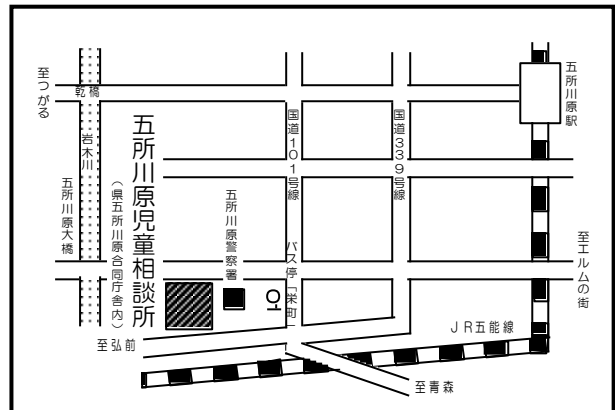 至つがる
乾橋
岩木川
五所川原大橋
五所川原児童相談所
（県五所川原合同庁舎内）
五所川原警察署
国道１０１号線
バス停「栄町」
国道３３９号線
五所川原駅
至エルムの街
ＪＲ五能線
至弘前
至青森